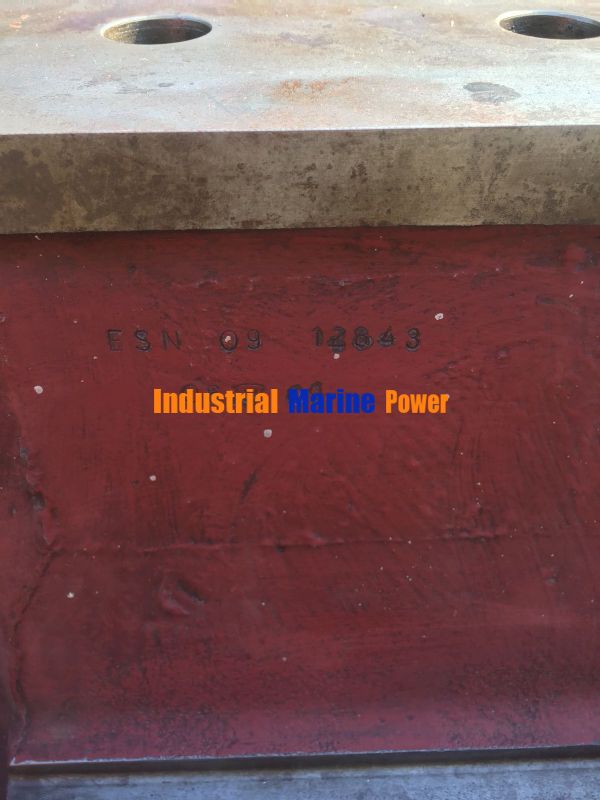 ESN 09 12843
Industrial Marine Power